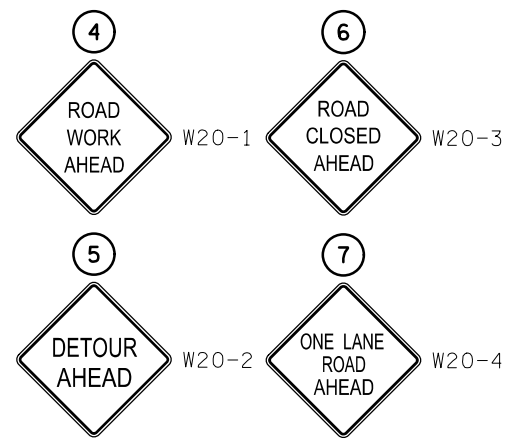 4
ROAD
WORK
AHEAD
W20-1
6
ROAD
CLOSED
AHEAD
W20-3
5
DETOUR
AHEAD
W20-2
7
ONE LANE
ROAD
AHEAD
W20-4